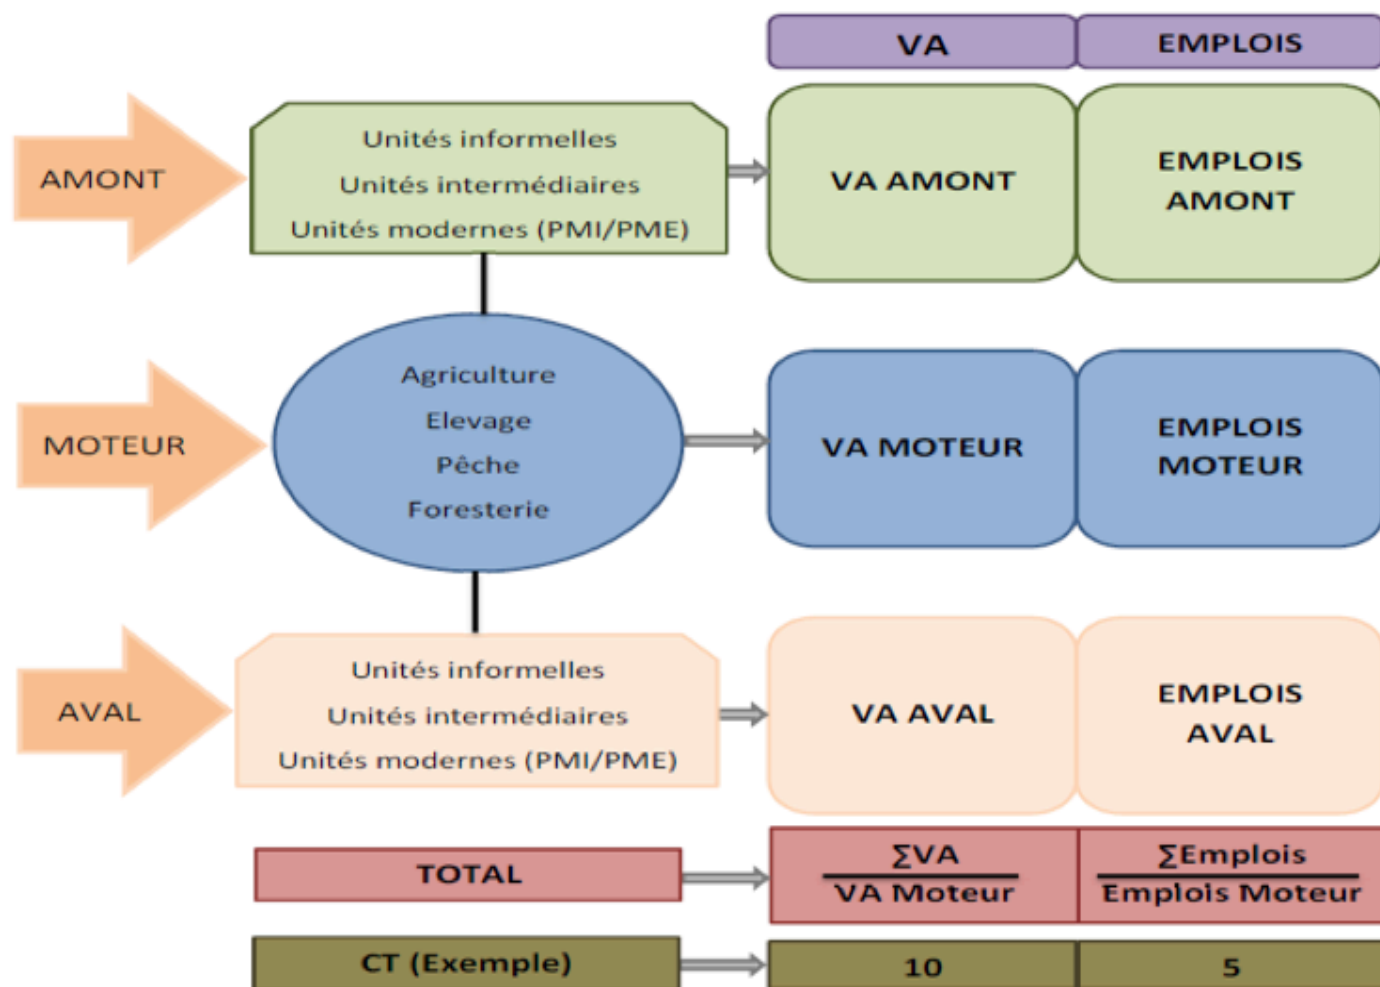 VA
EMPLOIS
AMONT
Unités informelles
Unités intermédiaires
Unités modernes (PMI/PME)
VA AMONT
EMPLOIS
AMONT
MOTEUR
Agriculture
Elevage
Pêche
Foresterie
VA MOTEUR
EMPLOIS
MOTEUR
AVAL
Unités informelles
Unités intermédiaires
Unités modernes (PMI/PME)
VA AVAL
EMPLOIS
AVAL
TOTAL
∑VA
VA Moteur
∑Emplois
Emplois Moteur
CT (Exemple)
10
5